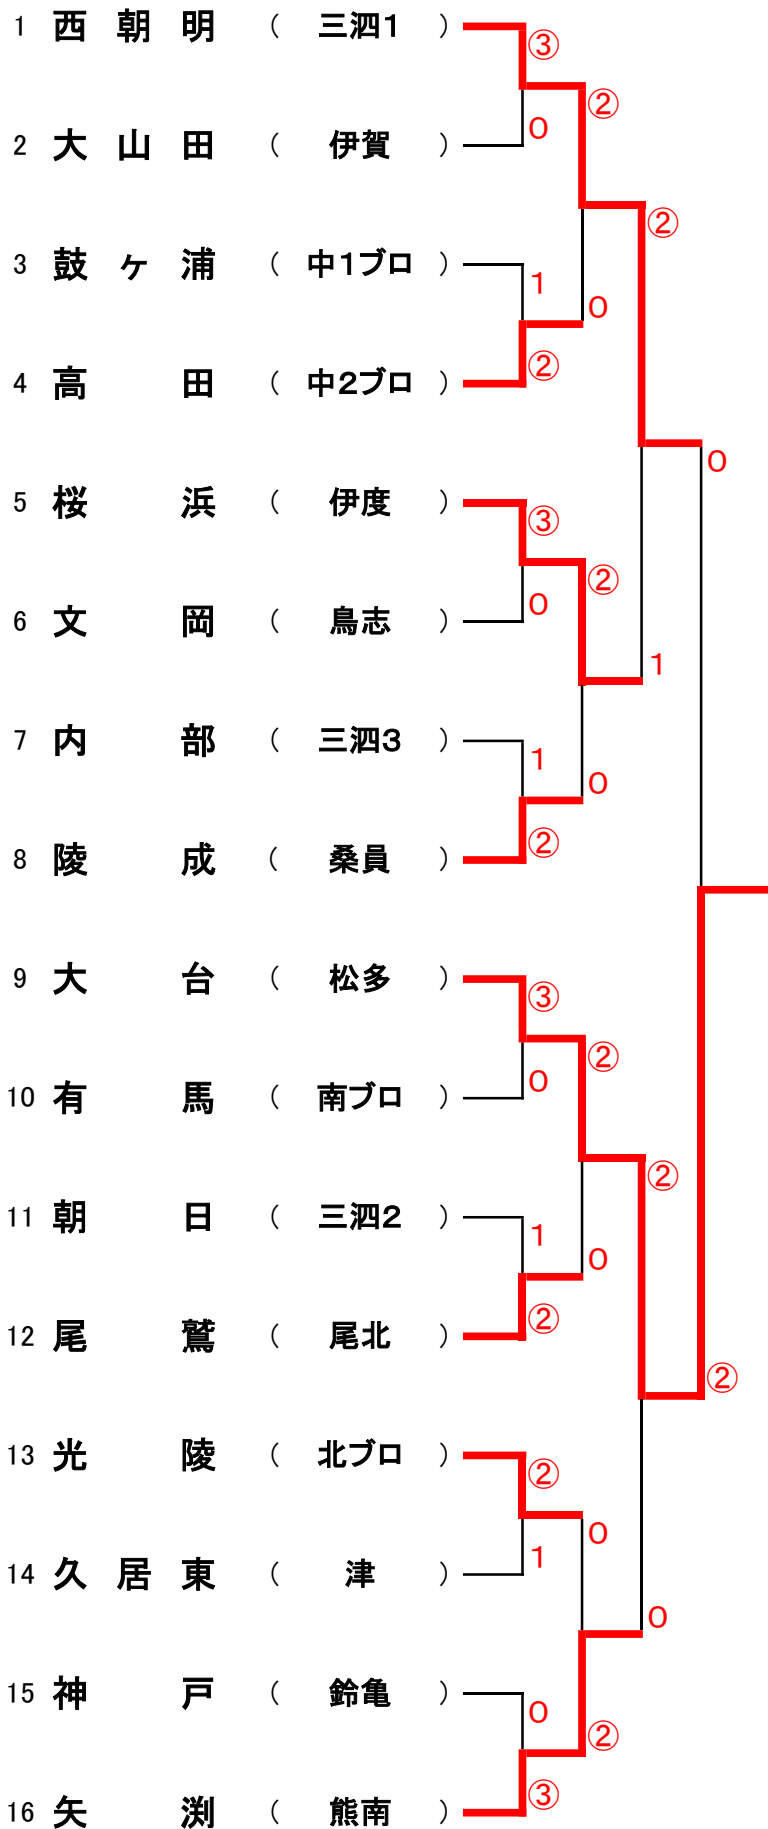 1 西朝明 ( 三泗1 ) ③
②
0
2 大山田 ( 伊賀 )
②
3 鼓ヶ浦 ( 中1ブロ ) 1
0
②
4 高田 ( 中2ブロ )
0
5 桜浜 ( 伊度 ) ③
②
0
6 文岡 ( 鳥志 )
1
7 内部 ( 三泗3 ) 1
0
②
8 陵成 ( 桑員 )
9 大台 ( 松多 ) ③
②
0
10 有馬 ( 南ブロ )
②
11 朝日 ( 三泗2 ) 1
0
②
12 尾鷲 ( 尾北 )
②
13 光陵 ( 北ブロ ) ②
0
1
14 久居東 ( 津 )
0
15 神戸 ( 鈴亀 ) 0
②
③
16 矢渕 ( 熊南 )